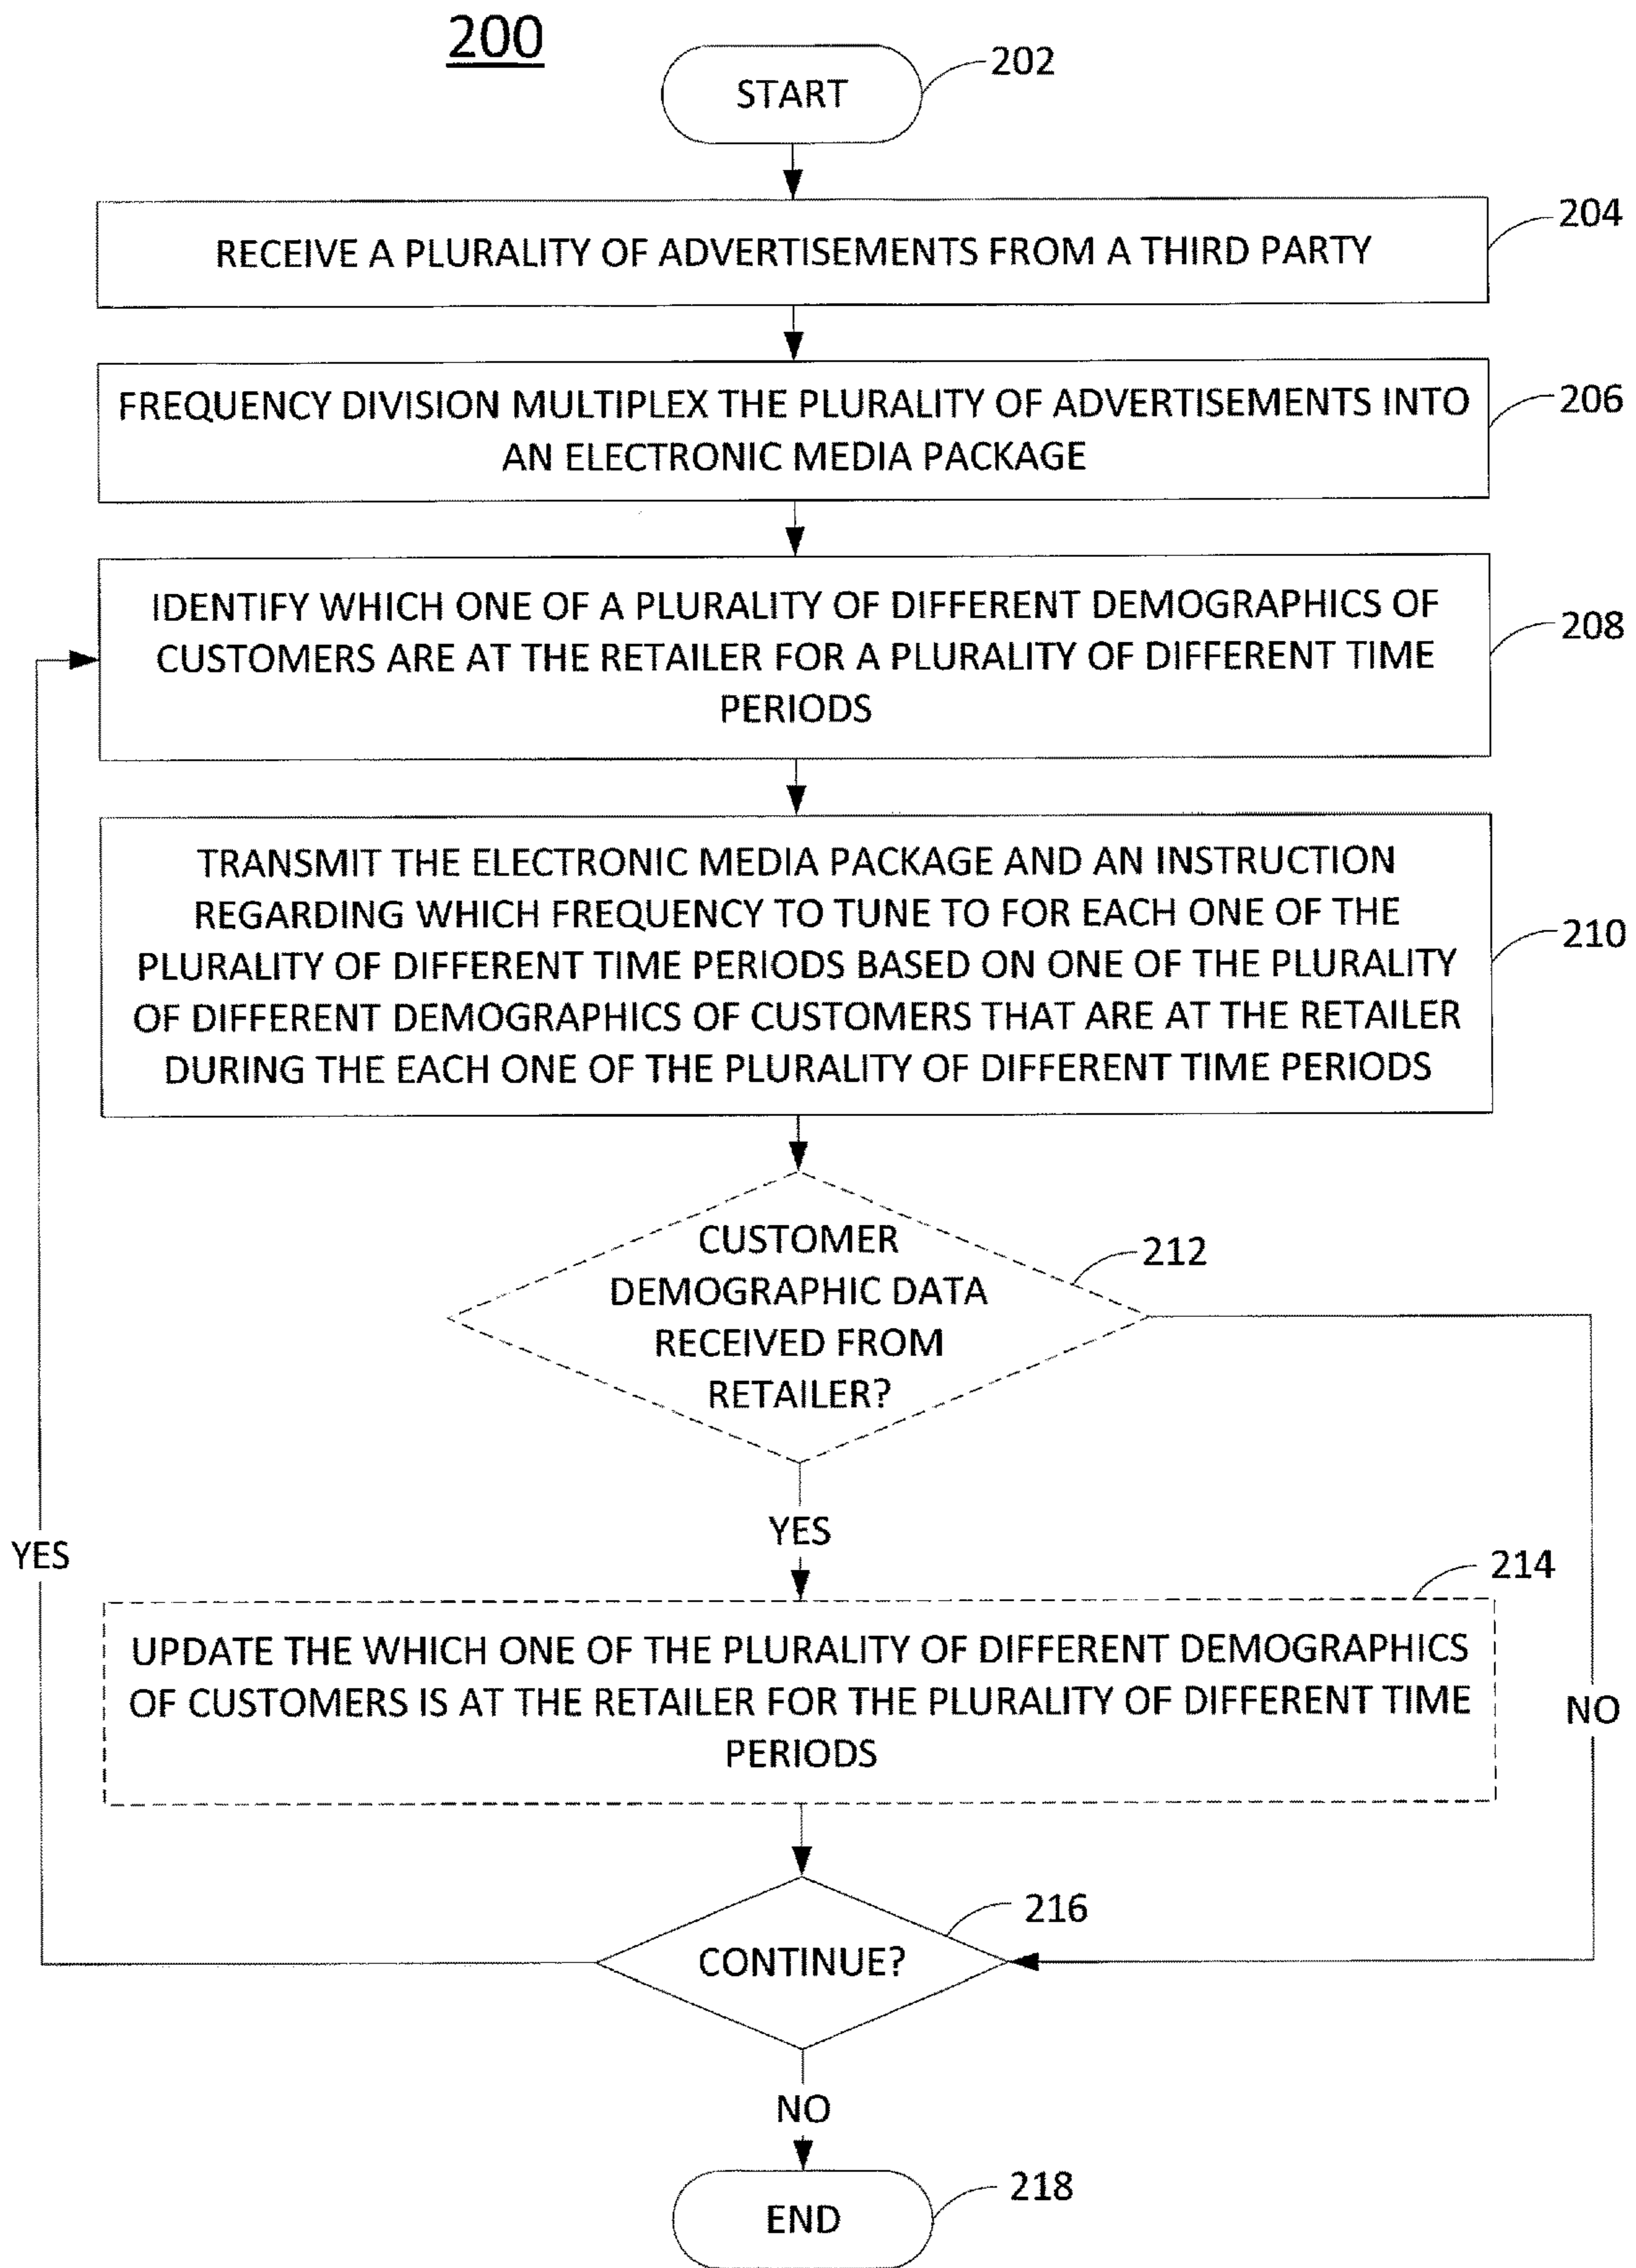 200
START
202
RECEIVE A PLURALITY OF ADVERTISEMENTS FROM A THIRD PARTY
204
FREQUENCY DIVISION MULTIPLEX THE PLURALITY OF ADVERTISEMENTS INTO
AN ELECTRONIC MEDIA PACKAGE
206
IDENTIFY WHICH ONE OF A PLURALITY OF DIFFERENT DEMOGRAPHICS OF
CUSTOMERS ARE AT THE RETAILER FOR A PLURALITY OF DIFFERENT TIME
PERIODS
208
TRANSMIT THE ELECTRONIC MEDIA PACKAGE AND AN INSTRUCTION
REGARDING WHICH FREQUENCY TO TUNE TO FOR EACH ONE OF THE
PLURALITY OF DIFFERENT TIME PERIODS BASED ON ONE OF THE PLURALITY
OF DIFFERENT DEMOGRAPHICS OF CUSTOMERS THAT ARE AT THE RETAILER
DURING THE EACH ONE OF THE PLURALITY OF DIFFERENT TIME PERIODS
210
CUSTOMER
DEMOGRAPHIC DATA
RECEIVED FROM
RETAILER?
212
YES
YES
214
UPDATE THE WHICH ONE OF THE PLURALITY OF DIFFERENT DEMOGRAPHICS
OF CUSTOMERS IS AT THE RETAILER FOR THE PLURALITY OF DIFFERENT TIME
PERIODS
NO
216
CONTINUE?
NO
END
218